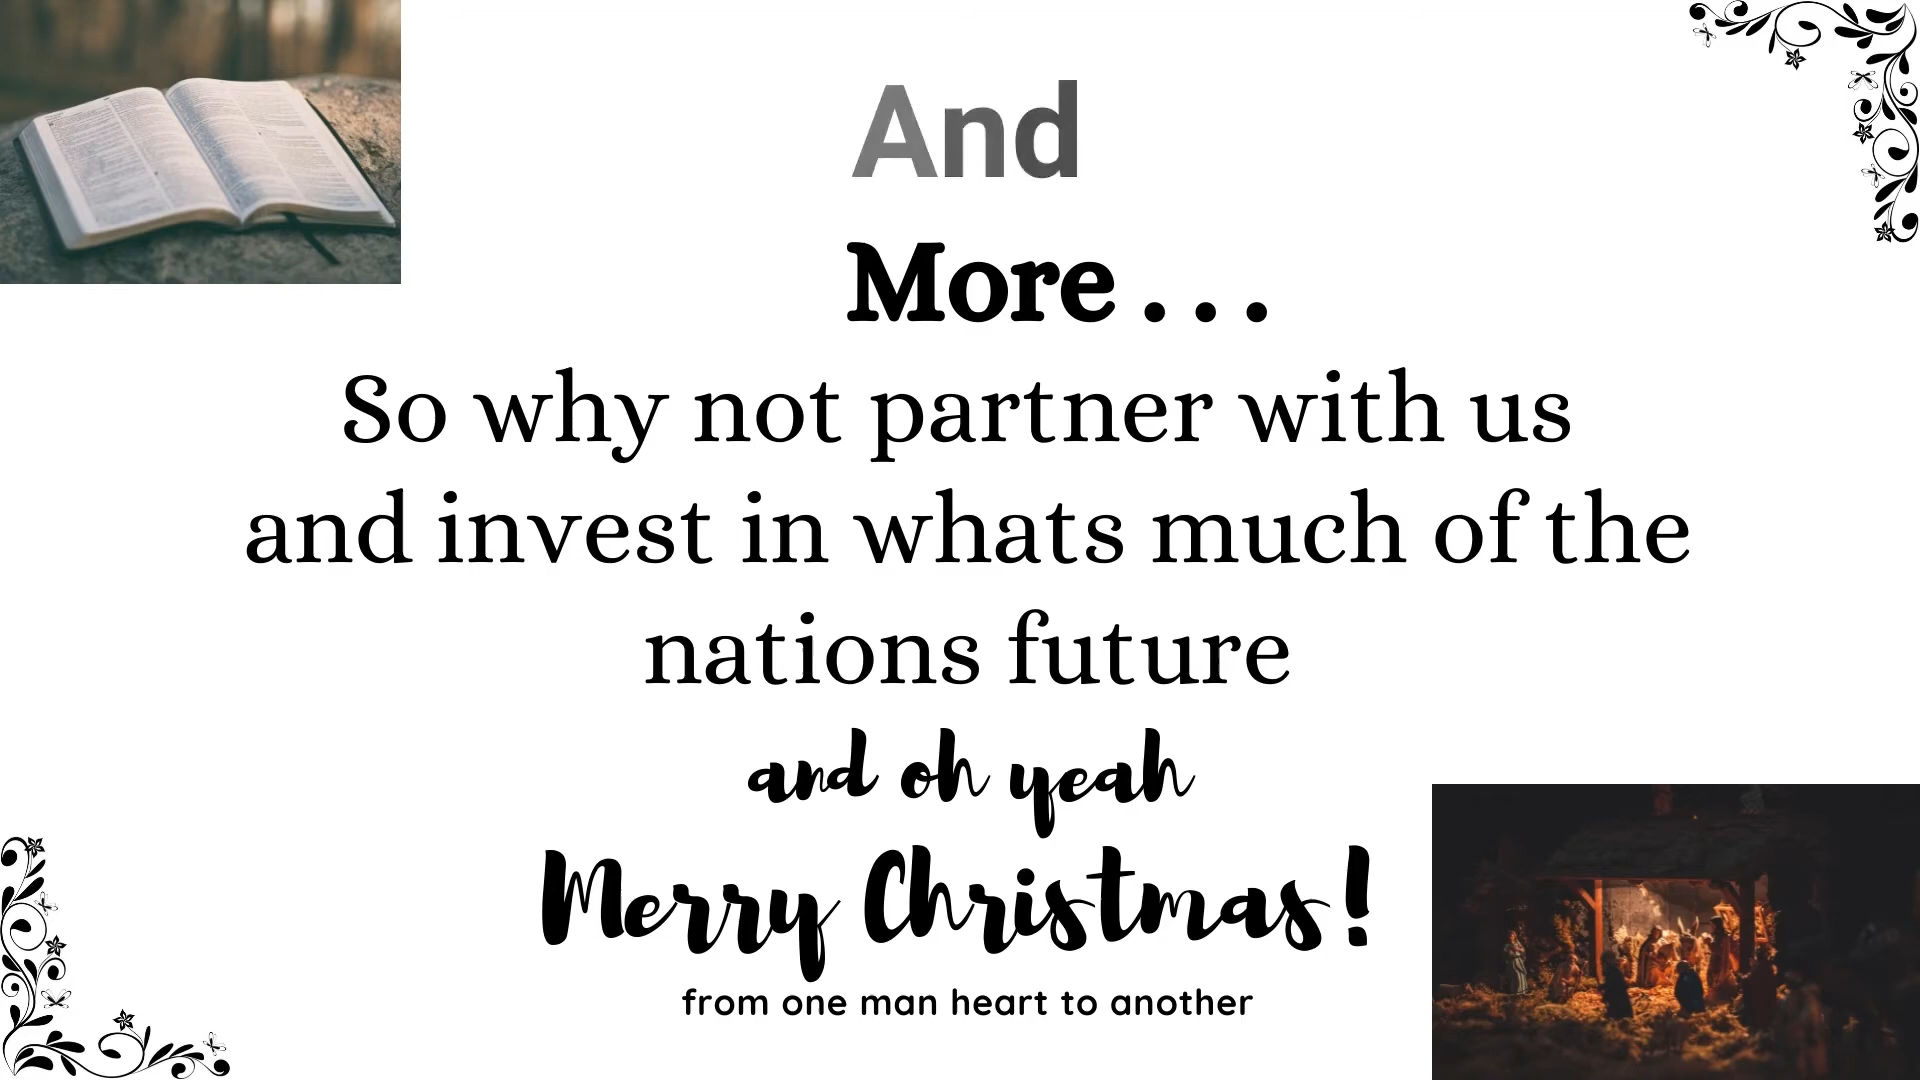 And
More . . .
So why not partner with us
and invest in whats much of the
nations future
and oh yeah
Merry Christmas!
from one man heart to another